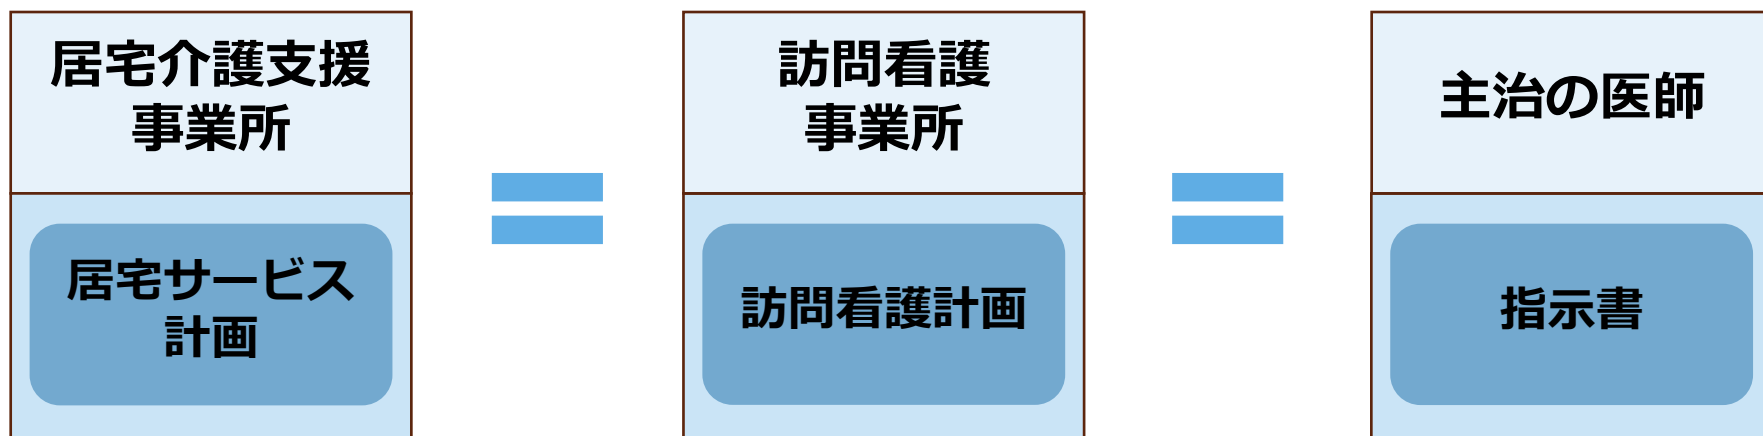 居宅介護支援
事業所
訪問看護
事業所
主治の医師
居宅サービス
計画
訪問看護計画
指示書